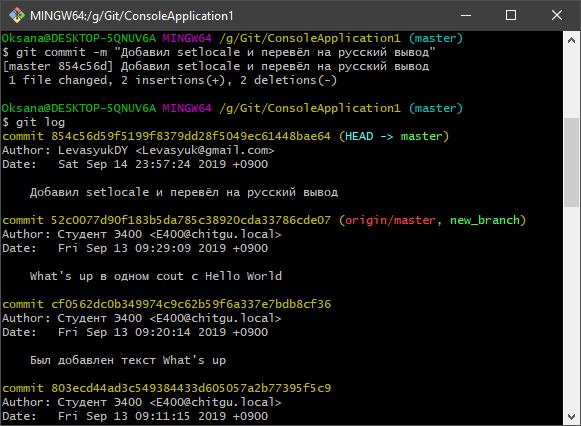 MINGW64:/g/Git/ConsoleApplication1
Oksana@DESKTOP-5QNUV6A MINGW64 /g/Git/ConsoleApplication1 (master)
$ git commit -m "Добавил setlocale и перевёл на русский вывод"
[master 854c56d] Добавил setlocale и перевёл на русский вывод
 1 file changed, 2 insertions(+), 2 deletions(-)
Oksana@DESKTOP-5QNUV6A MINGW64 /g/Git/ConsoleApplication1 (master)
$ git log
commit 854c56d59f5199f8379dd28f5049ec61448bae64 (HEAD -> master)
Author: LevasyukDY <Levasyuk@gmail.com>
Date:   Sat Sep 14 23:57:24 2019 +0900
    Добавил setlocale и перевёл на русский вывод
commit 52c0077d90f183b5da785c38920cda33786cde07 (origin/master, new_branch)
Author: Студент Э400 <E400@chitgu.local>
Date:   Fri Sep 13 09:29:09 2019 +0900
    What's up в одном cout с Hello World
commit cf0562dc0b349974c9c62b59f6a337e7bdb8cf36
Author: Студент Э400 <E400@chitgu.local>
Date:   Fri Sep 13 09:20:14 2019 +0900
    Был добавлен текст What's up
commit 803ecd44ad3c549384433d605057a2b77395f5c9
Author: Студент Э400 <E400@chitgu.local>
Date:   Fri Sep 13 09:11:15 2019 +0900